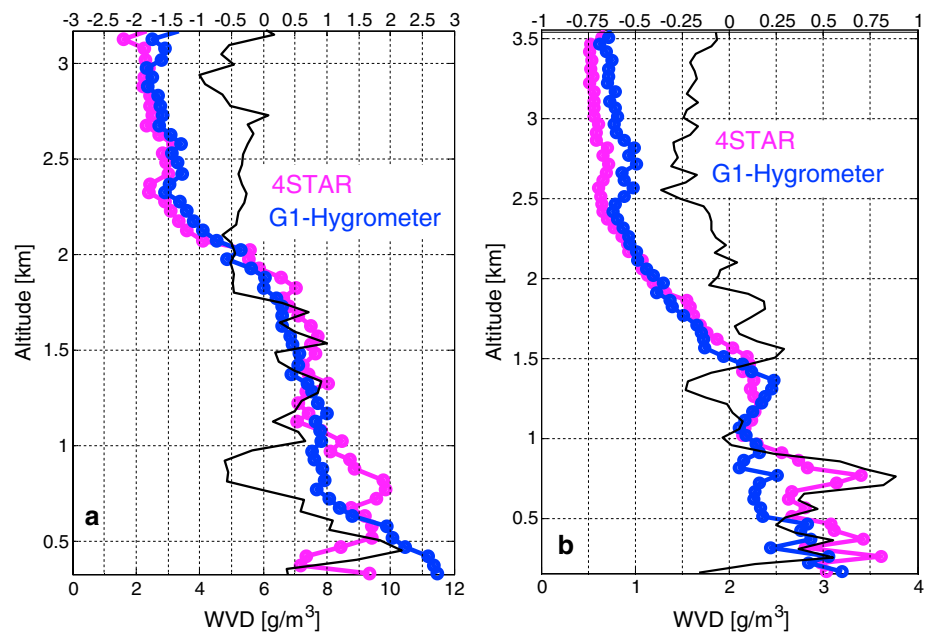 -2 -1.5 -1 -0.5 0 0.5 1 1.5 2 2.5 3
3
2.5
2
1.5
1
0.5
Altitude [km]
4STAR
G1-Hygrometer
a
0 2 4 6 8 10 12
WVD [g/m³]
-1 -0.75 -0.5 -0.25 0 0.25 0.5 0.75 1
3.5
3
2.5
2
1.5
1
0.5
Altitude [km]
4STAR
G1-Hygrometer
b
0 1 2 3 4
WVD [g/m³]